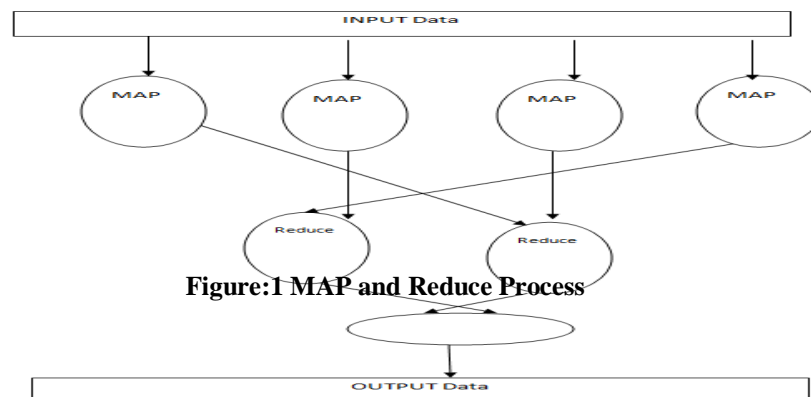 INPUT Data
MAP
MAP
MAP
MAP
Reduce
Reduce
Figure:1 MAP and Reduce Process
OUTPUT Data